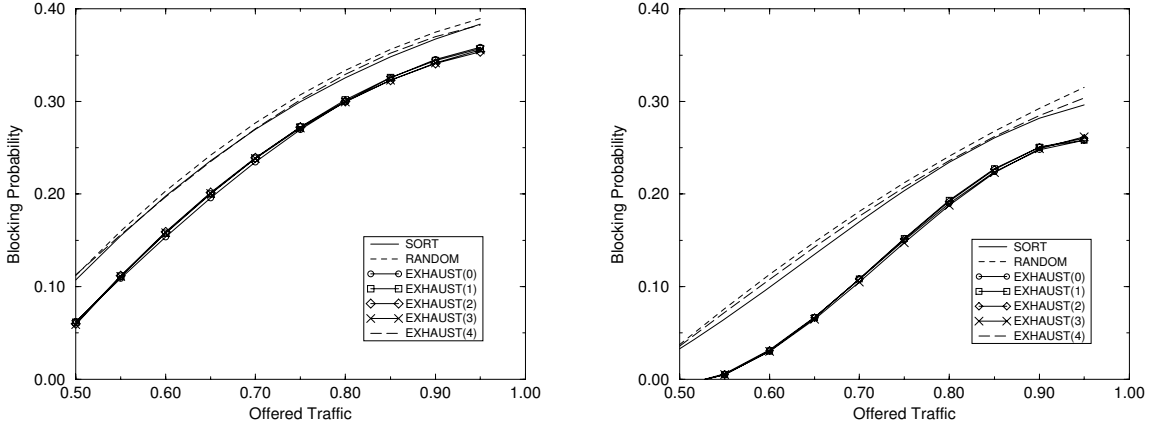 0.40
0.30
0.20
0.10
0.00
Blocking Probability
SORT
RANDOM
EXHAUST(0)
EXHAUST(1)
EXHAUST(2)
EXHAUST(3)
EXHAUST(4)
0.50
0.60
0.70
0.80
0.90
1.00
Offered Traffic
0.40
0.30
0.20
0.10
0.00
Blocking Probability
SORT
RANDOM
EXHAUST(0)
EXHAUST(1)
EXHAUST(2)
EXHAUST(3)
EXHAUST(4)
0.50
0.60
0.70
0.80
0.90
1.00
Offered Traffic